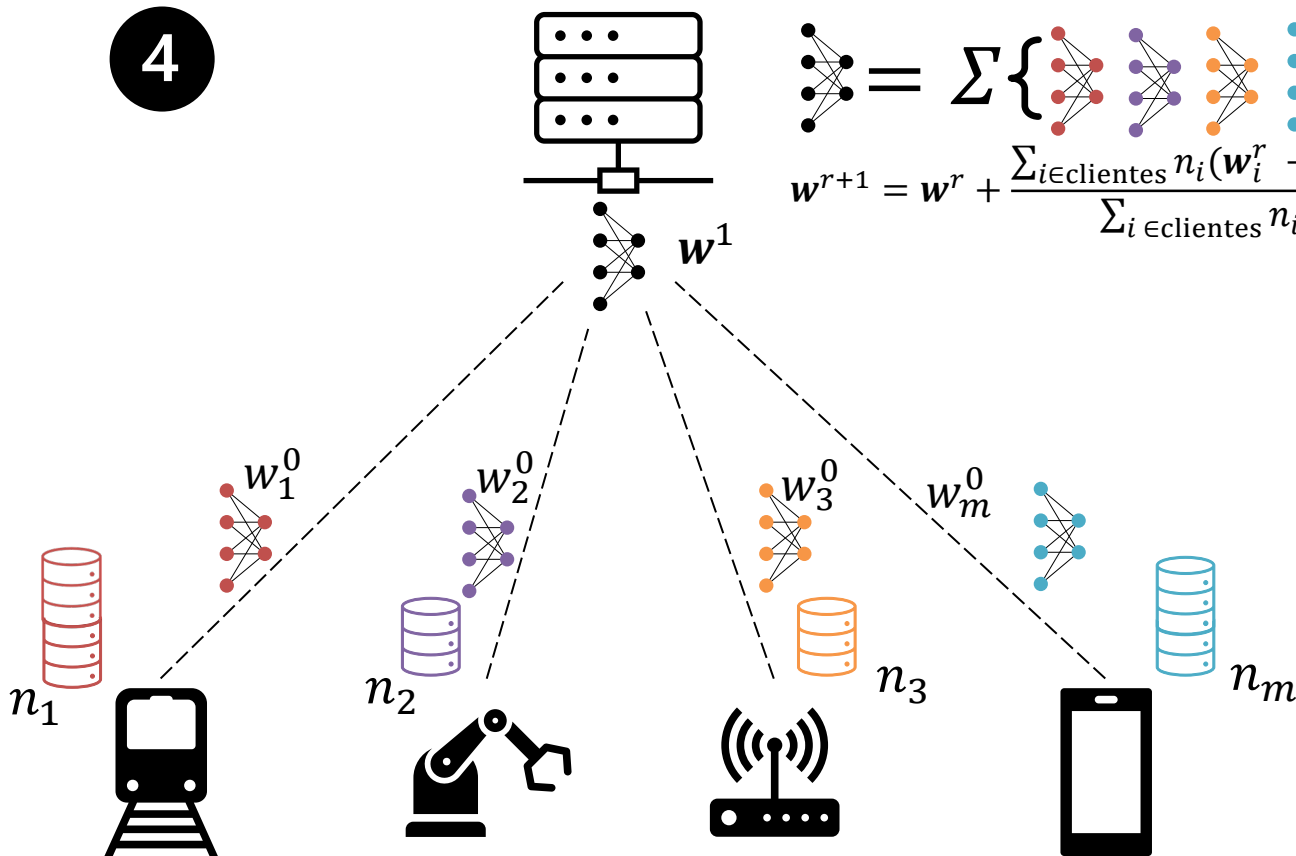 4
= Σ {
𝒘^{r+1} = 𝒘^r + \frac{∑_{i∈clientes} n_i(𝒘_i^r −}{∑_{i ∈clientes} n_i}
𝒘^1
w_1^0
w_2^0
w_3^0
w_m^0
n_1
n_2
n_3
n_m